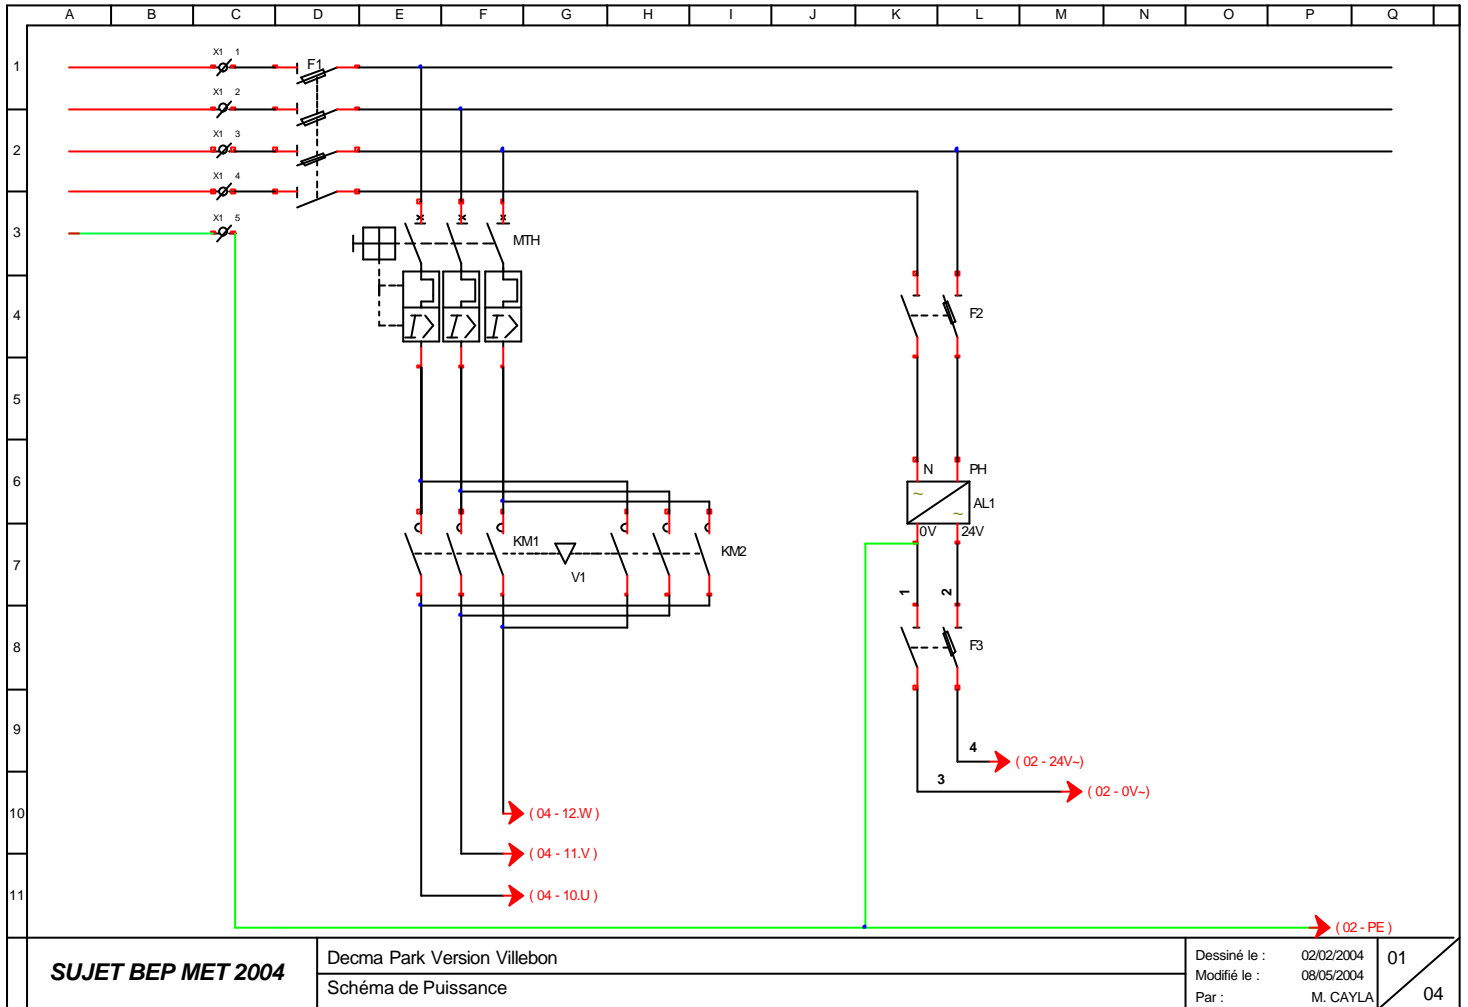 A B C D E F G H I J K L M N O P Q
1
X1 1
F1
X1 2
2
X1 3
X1 4
3
X1 5
MTH
4
F2
5
6
N PH
AL1
~
~
0V 24V
KM1
KM2
7
V1
1
2
8
F3
9
4
( 02 - 24V~)
3
( 02 - 0V~)
10
( 04 - 12.W )
( 04 - 11.V )
11
( 04 - 10.U )
( 02 - PE )
SUJET BEP MET 2004
Decma Park Version Villebon
Schéma de Puissance
Dessiné le : 02/02/2004
Modifié le : 08/05/2004
Par : M. CAYLA
01
04